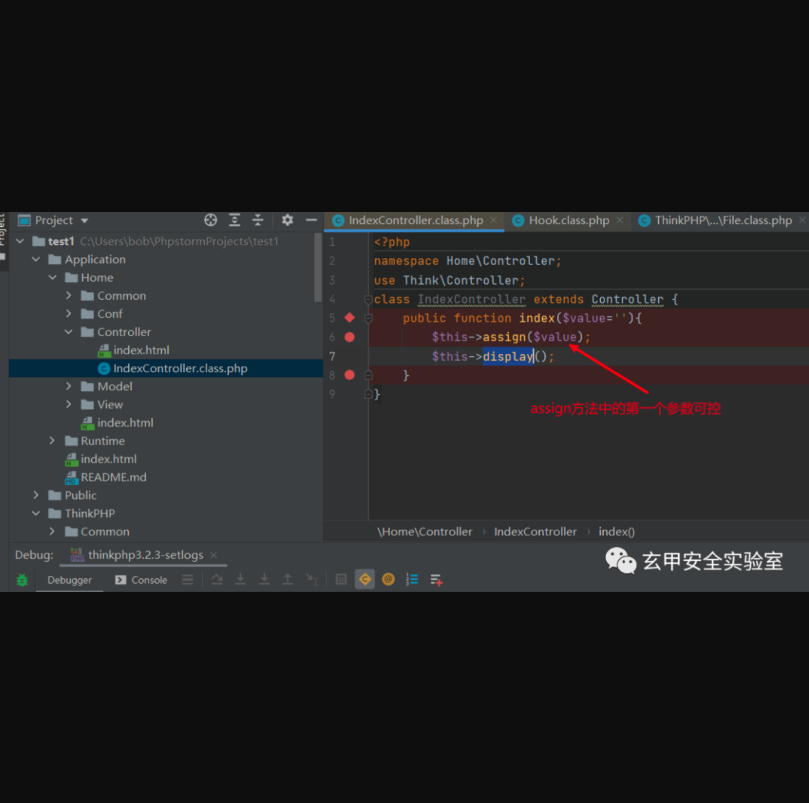 Project
Project
IndexController.class.php
Hook.class.php
ThinkPHP\...\File.class.php
test1 C:\Users\bob\PhpstormProjects\test1
Application
Home
Common
Conf
Controller
index.html
IndexController.class.php
Model
View
index.html
Runtime
index.html
README.md
Public
ThinkPHP
Common
1 <?php
2 namespace Home\Controller;
3 use Think\Controller;
4 class IndexController extends Controller {
5 public function index($value=''){
6 $this->assign($value);
7 $this->display();
8 }
9 }
assign方法中的第一个参数可控
\Home\Controller › IndexController › index()
Debug: thinkphp3.2.3-setlogs
Debugger Console
玄甲安全实验室